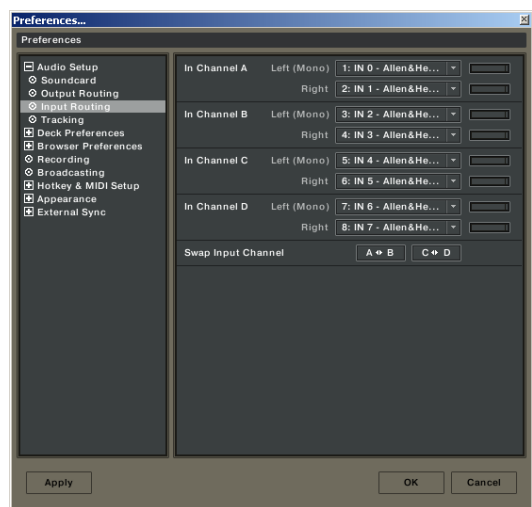 Preferences...
Preferences
Audio Setup
Soundcard
Output Routing
Input Routing
Tracking
Deck Preferences
Browser Preferences
Recording
Broadcasting
Hotkey & MIDI Setup
Appearance
External Sync
In Channel A Left (Mono) 1: IN 0 - Allen&He...
Right 2: IN 1 - Allen&He...
In Channel B Left (Mono) 3: IN 2 - Allen&He...
Right 4: IN 3 - Allen&He...
In Channel C Left (Mono) 5: IN 4 - Allen&He...
Right 6: IN 5 - Allen&He...
In Channel D Left (Mono) 7: IN 6 - Allen&He...
Right 8: IN 7 - Allen&He...
Swap Input Channel A B C D
Apply OK Cancel